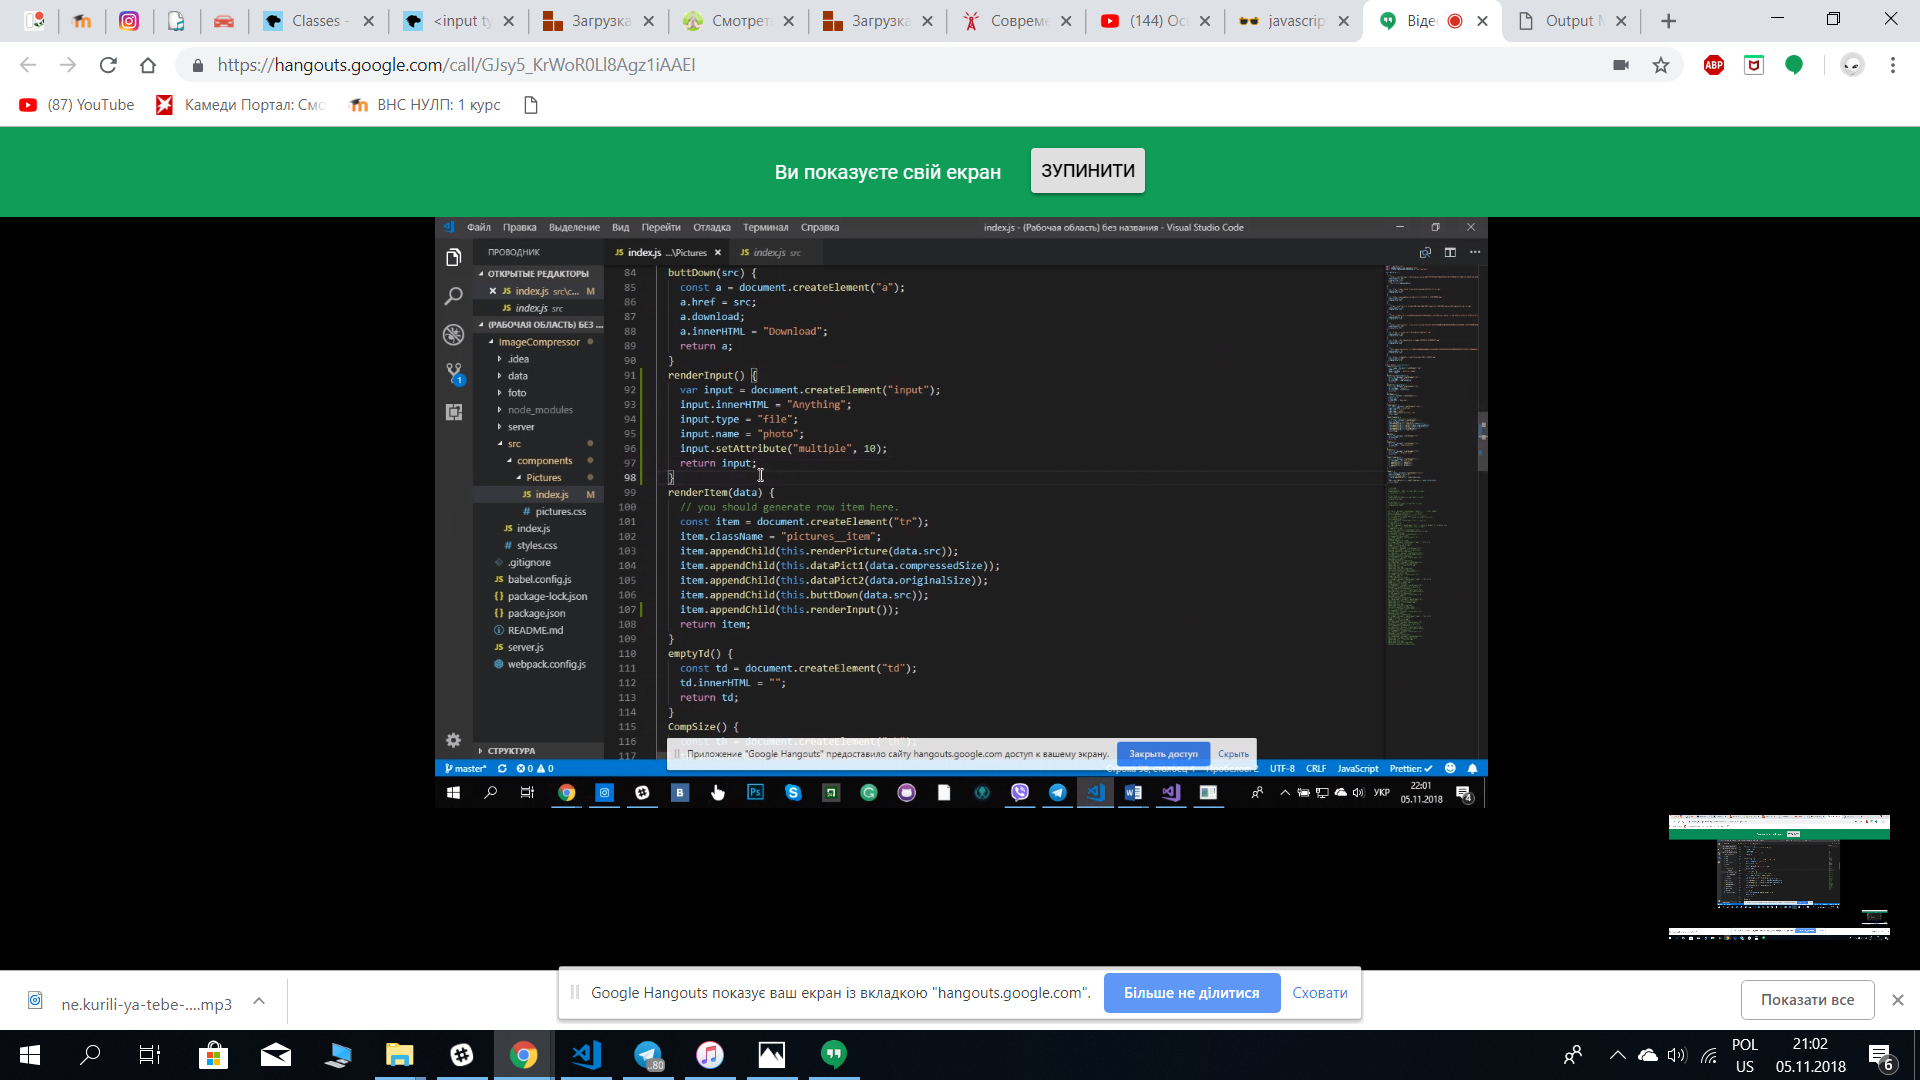 Classes -
<input ty
Загрузка
Смотрет
Загрузка
Соврем
(144) Ос
javascrip
Відес
Output M
https://hangouts.google.com/call/GJsy5_KrWoR0Ll8Agz1iAAEI
ABP
(87) YouTube
Камеди Портал: Смо
ВНС НУЛП: 1 курс
Ви показуєте свій екран
ЗУПИНИТИ
Файл Правка Выделение Вид Перейти Отладка Терминал Справка
index.js - (Рабочая область) без названия - Visual Studio Code
ПРОВОДНИК
index.js ...\Pictures
index.js src
ОТКРЫТЫЕ РЕДАКТОРЫ
index.js src\c... M
index.js src
(РАБОЧАЯ ОБЛАСТЬ) БЕЗ ...
ImageCompressor
.idea
data
foto
node_modules
server
src
components
Pictures
index.js M
pictures.css
index.js
styles.css
.gitignore
babel.config.js
package-lock.json
package.json
README.md
server.js
webpack.config.js
СТРУКТУРА
84 buttDown(src) {
85 const a = document.createElement("a");
86 a.href = src;
87 a.download;
88 a.innerHTML = "Download";
89 return a;
90 }
91 renderInput() {
92 var input = document.createElement("input");
93 input.innerHTML = "Anything";
94 input.type = "file";
95 input.name = "photo";
96 input.setAttribute("multiple", 10);
97 return input;
98 }
99 renderItem(data) {
100 // you should generate row item here.
101 const item = document.createElement("tr");
102 item.className = "pictures__item";
103 item.appendChild(this.renderPicture(data.src));
104 item.appendChild(this.dataPict1(data.compressedSize));
105 item.appendChild(this.dataPict2(data.originalSize));
106 item.appendChild(this.buttDown(data.src));
107 item.appendChild(this.renderInput());
108 return item;
109 }
110 emptyTd() {
111 const td = document.createElement("td");
112 td.innerHTML = "";
113 return td;
114 }
115 CompSize() {
116 const th = document.createElement("th");
117
Приложение "Google Hangouts" предоставило сайту hangouts.google.com доступ к вашему экрану.
Закрыть доступ
Скрыть
master* 0 0
UTF-8 CRLF JavaScript Prettier:
УКР
22:01
05.11.2018
4
ne.kurili-ya-tebe-....mp3
Google Hangouts показує ваш екран із вкладкою "hangouts.google.com".
Більше не ділитися
Сховати
Показати все
80
POL
US
21:02
05.11.2018
6